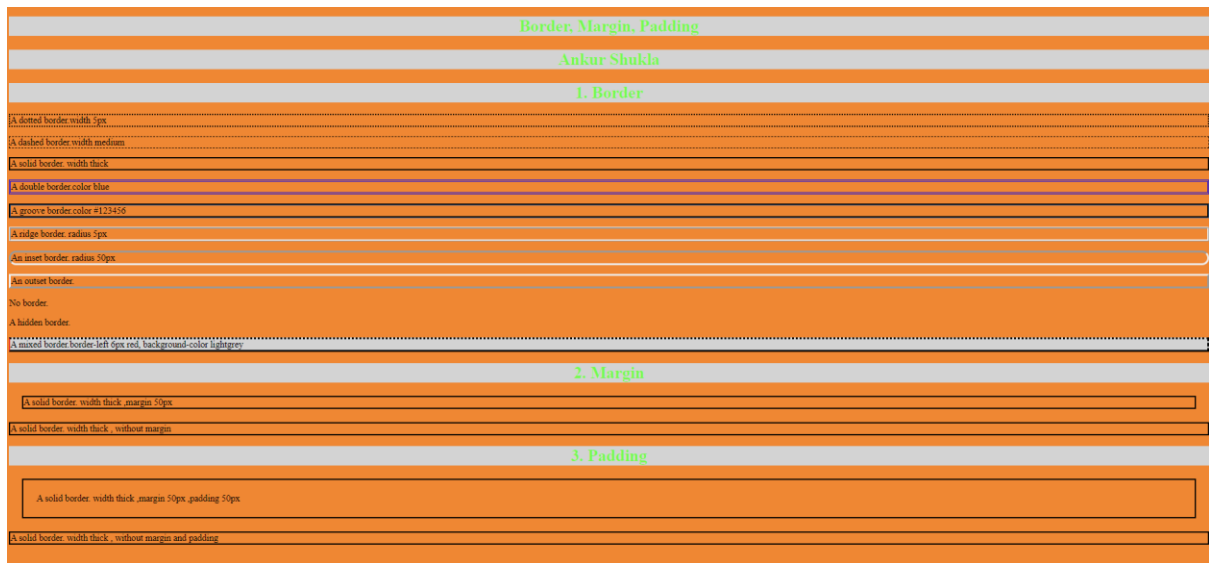 Border, Margin, Padding
Ankur Shukla
1. Border
A dotted border.width 5px
A dashed border.width medium
A solid border. width thick
A double border.color blue
A groove border.color #123456
A ridge border. radius 5px
An inset border. radius 50px
An outset border.
No border.
A hidden border.
A mixed border.border-left 6px red, background-color lightgrey
2. Margin
A solid border. width thick ,margin 50px
A solid border. width thick , without margin
3. Padding
A solid border. width thick ,margin 50px ,padding 50px
A solid border. width thick , without margin and padding